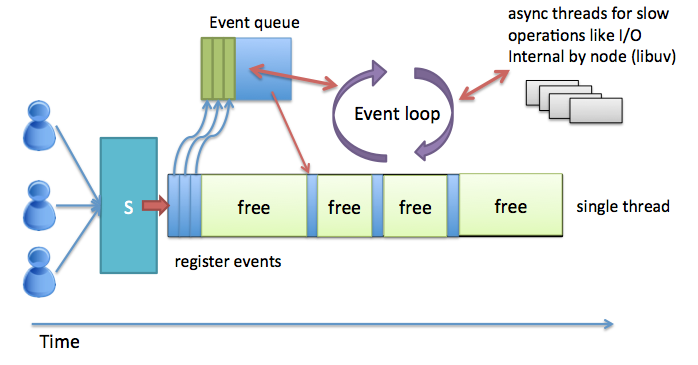 Event queue
async threads for slow
operations like I/O
Internal by node (libuv)
Event loop
S
free
free
free
free
single thread
register events
Time